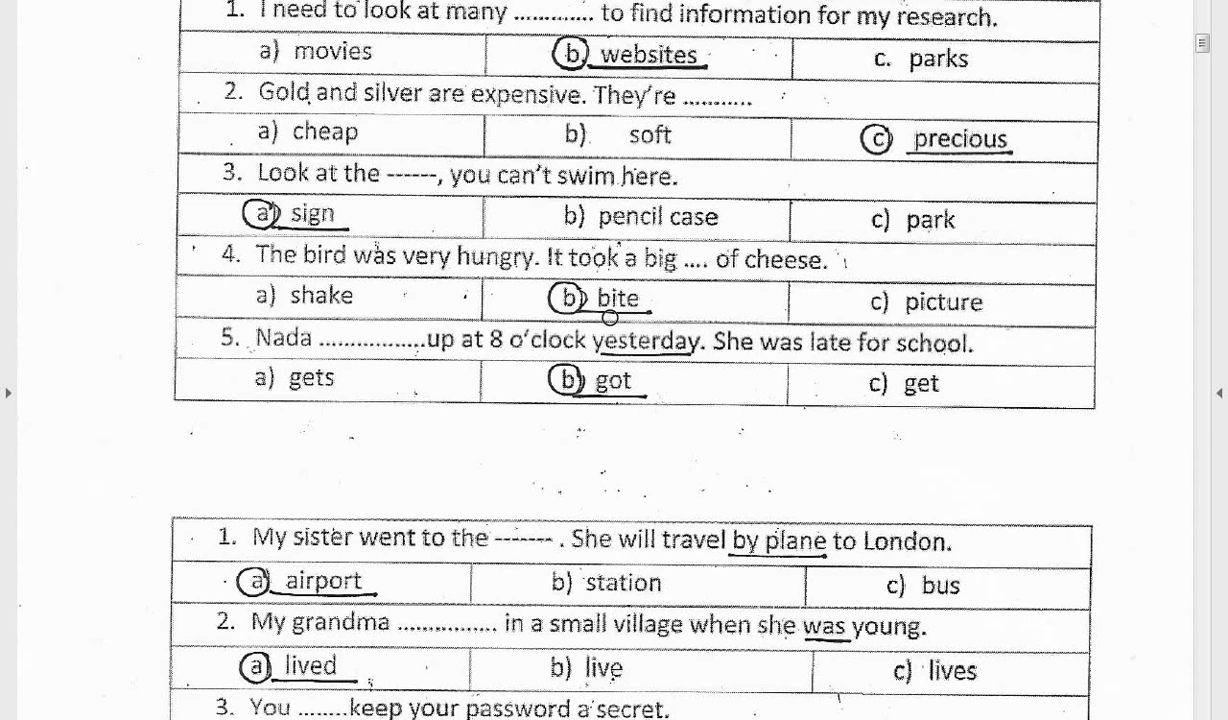 1. I need to look at many ............. to find information for my research.
a) movies b) websites c. parks
2. Gold and silver are expensive. They're ...........
a) cheap b) soft c) precious
3. Look at the ------, you can't swim here.
a) sign b) pencil case c) park
4. The bird was very hungry. It took a big .... of cheese.
a) shake b) bite c) picture
5. Nada ..................up at 8 o'clock yesterday. She was late for school.
a) gets b) got c) get
1. My sister went to the ------- . She will travel by plane to London.
a) airport b) station c) bus
2. My grandma ................ in a small village when she was young.
a) lived b) live c) lives
3. You ........keep your password a secret.